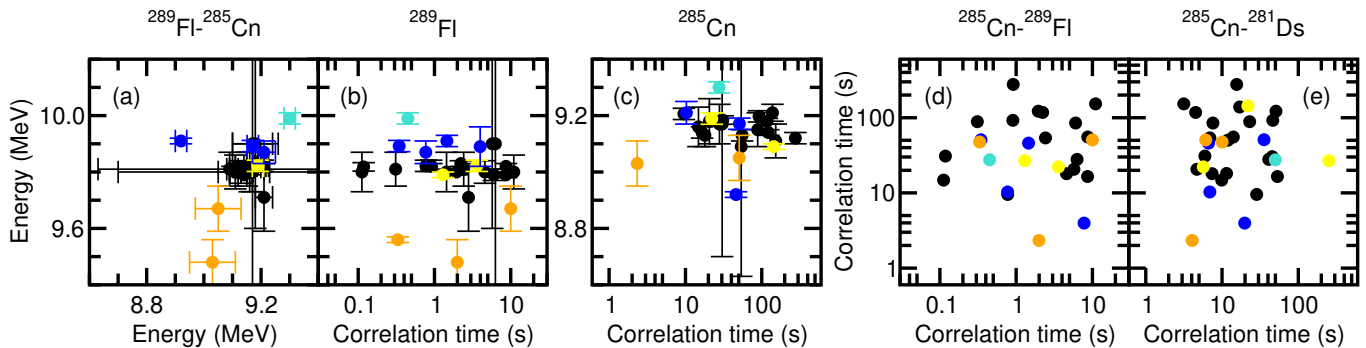 ²⁸⁹Fl-²⁸⁵Cn ²⁸⁹Fl ²⁸⁵Cn ²⁸⁵Cn-²⁸⁹Fl ²⁸⁵Cn-²⁸¹Ds
(a) (b) (c) (d) (e)
Energy (MeV)
10.0
9.6
9.2
8.8
Correlation time (s)
100
10
1
8.8 9.2 0.1 1 10 1 10 100 0.1 1 10 1 10 100
Energy (MeV) Correlation time (s) Correlation time (s) Correlation time (s) Correlation time (s)